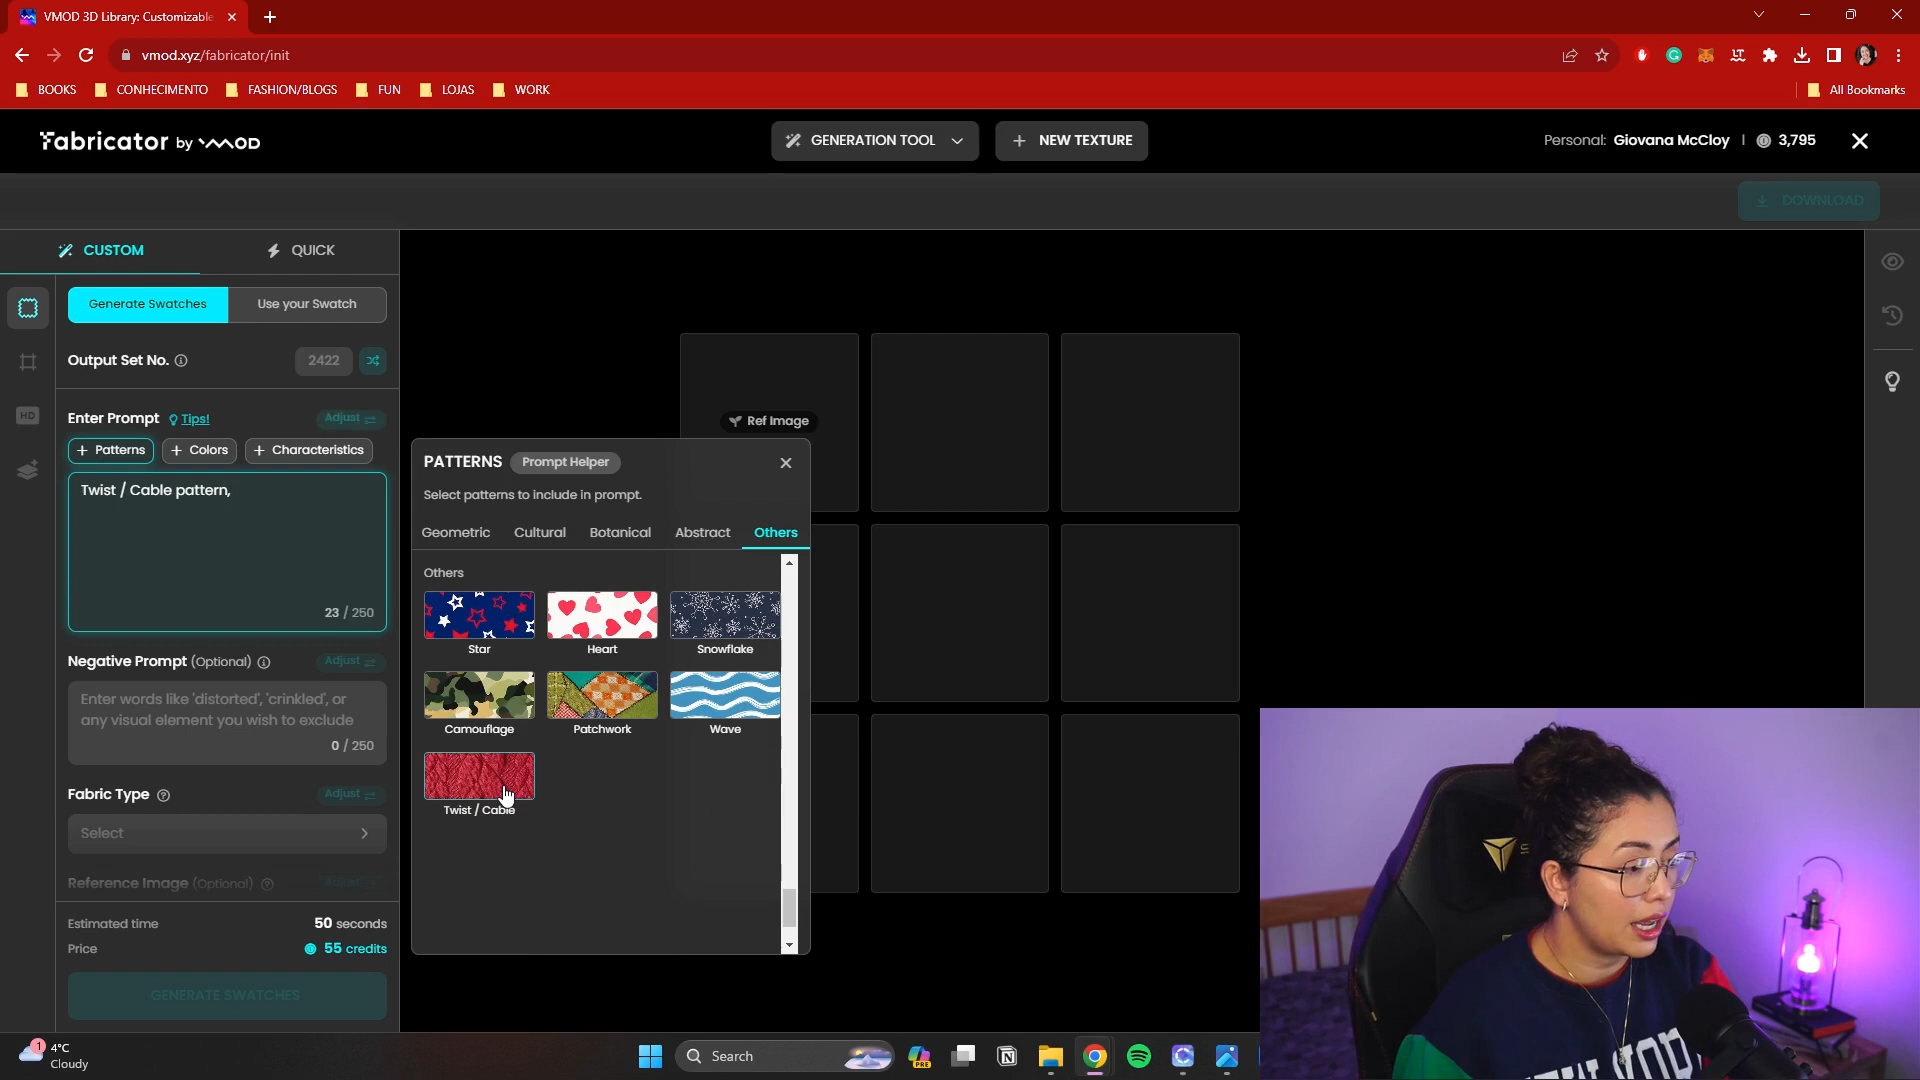 VMOD 3D Library: Customizable
vmod.xyz/fabricator/init
BOOKS
CONHECIMENTO
FASHION/BLOGS
FUN
LOJAS
WORK
All Bookmarks
Fabricator by VMOD
GENERATION TOOL
NEW TEXTURE
Personal: Giovana McCloy
3,795
DOWNLOAD
CUSTOM
QUICK
Generate Swatches
Use your Swatch
Output Set No.
2422
Enter Prompt
Tips!
Adjust
+ Patterns
+ Colors
+ Characteristics
Twist / Cable pattern,
23 / 250
Negative Prompt (Optional)
Adjust
Enter words like 'distorted', 'crinkled', or
any visual element you wish to exclude
0 / 250
Fabric Type
Adjust
Select
Reference Image (Optional)
Adjust
Estimated time
50 seconds
Price
55 credits
GENERATE SWATCHES
HD
Ref Image
PATTERNS
Prompt Helper
Select patterns to include in prompt.
Geometric
Cultural
Botanical
Abstract
Others
Others
Star
Heart
Snowflake
Camouflage
Patchwork
Wave
Twist / Cable
1
4°C
Cloudy
Search
PRE